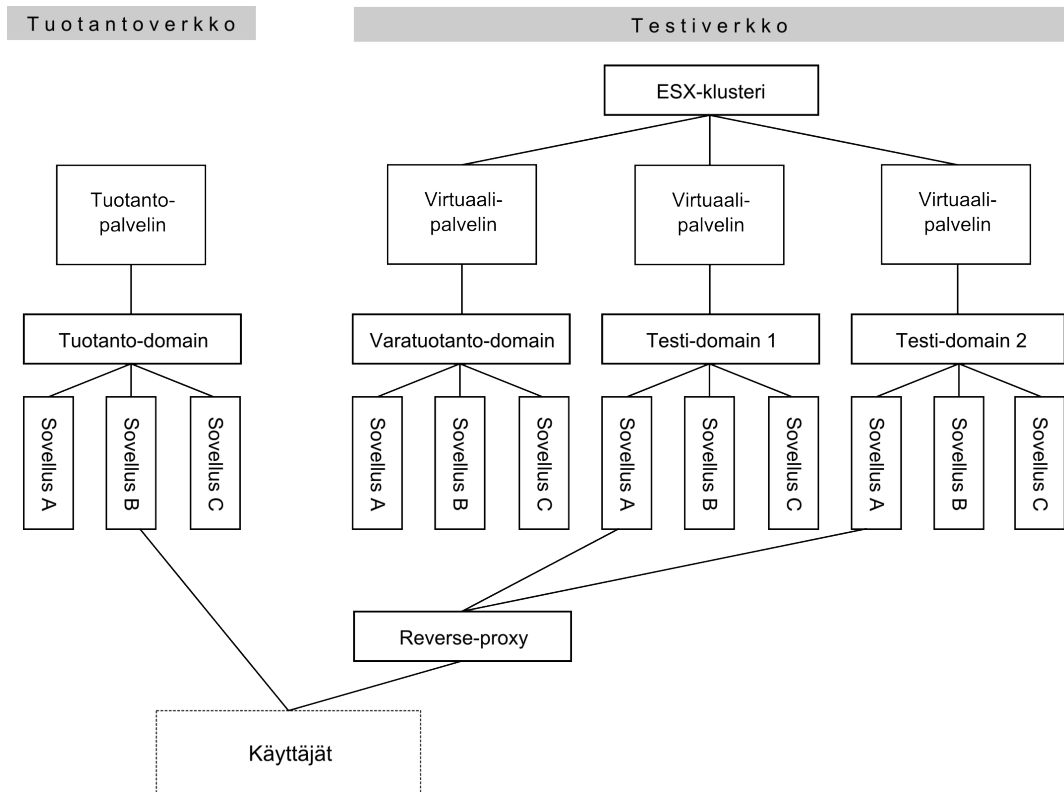 Tuotantoverkko
Testiverkko
ESX-klusteri
Tuotanto-
palvelin
Virtuaali-
palvelin
Virtuaali-
palvelin
Virtuaali-
palvelin
Tuotanto-domain
Varatuotanto-domain
Testi-domain 1
Testi-domain 2
Sovellus A
Sovellus B
Sovellus C
Sovellus A
Sovellus B
Sovellus C
Sovellus A
Sovellus B
Sovellus C
Sovellus A
Sovellus B
Sovellus C
Reverse-proxy
Käyttäjät